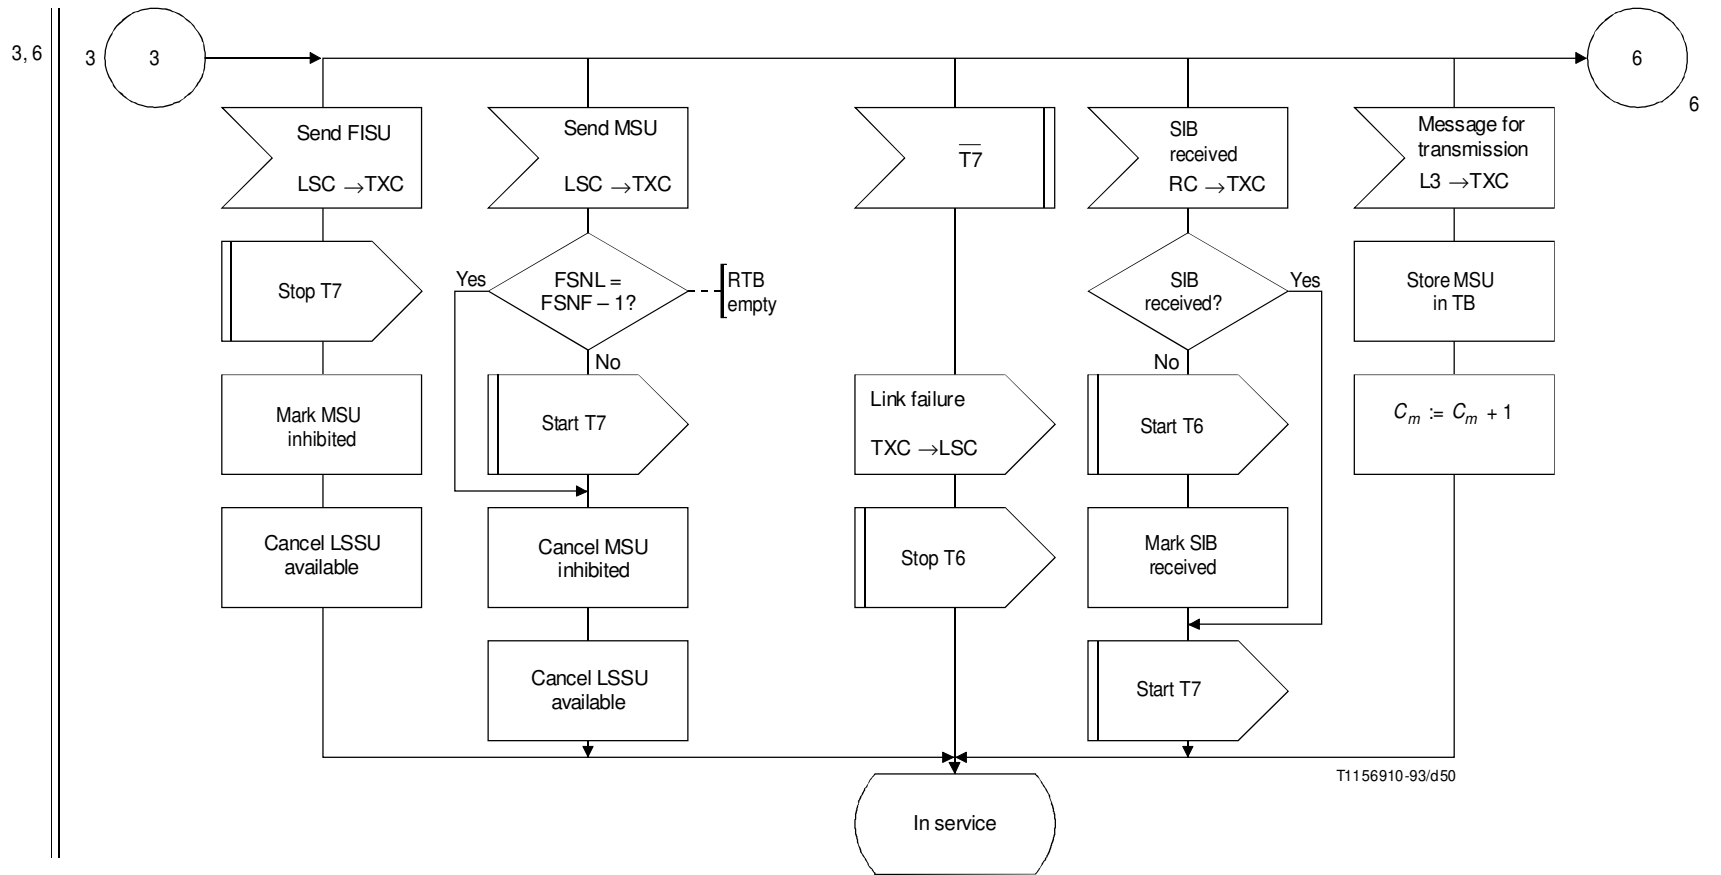 3, 6
3
3
6
6
Send FISU
LSC →TXC
Stop T7
Mark MSU
inhibited
Cancel LSSU
available
Send MSU
LSC →TXC
Yes
FSNL =
FSNF – 1?
RTB
empty
No
Start T7
Cancel MSU
inhibited
Cancel LSSU
available
T7
Link failure
TXC →LSC
Stop T6
SIB
received
RC →TXC
SIB
received?
Yes
No
Start T6
Mark SIB
received
Start T7
Message for
transmission
L3 →TXC
Store MSU
in TB
Cm := Cm + 1
T1156910-93/d50
In service